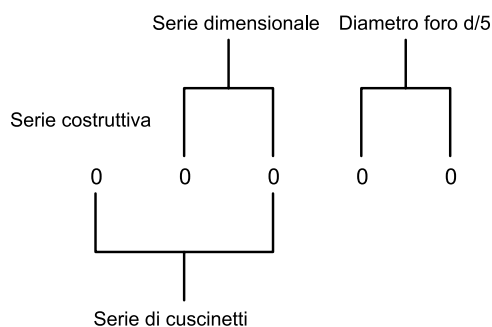 Serie dimensionale Diametro foro d/5
Serie costruttiva
0 0 0 0 0
Serie di cuscinetti